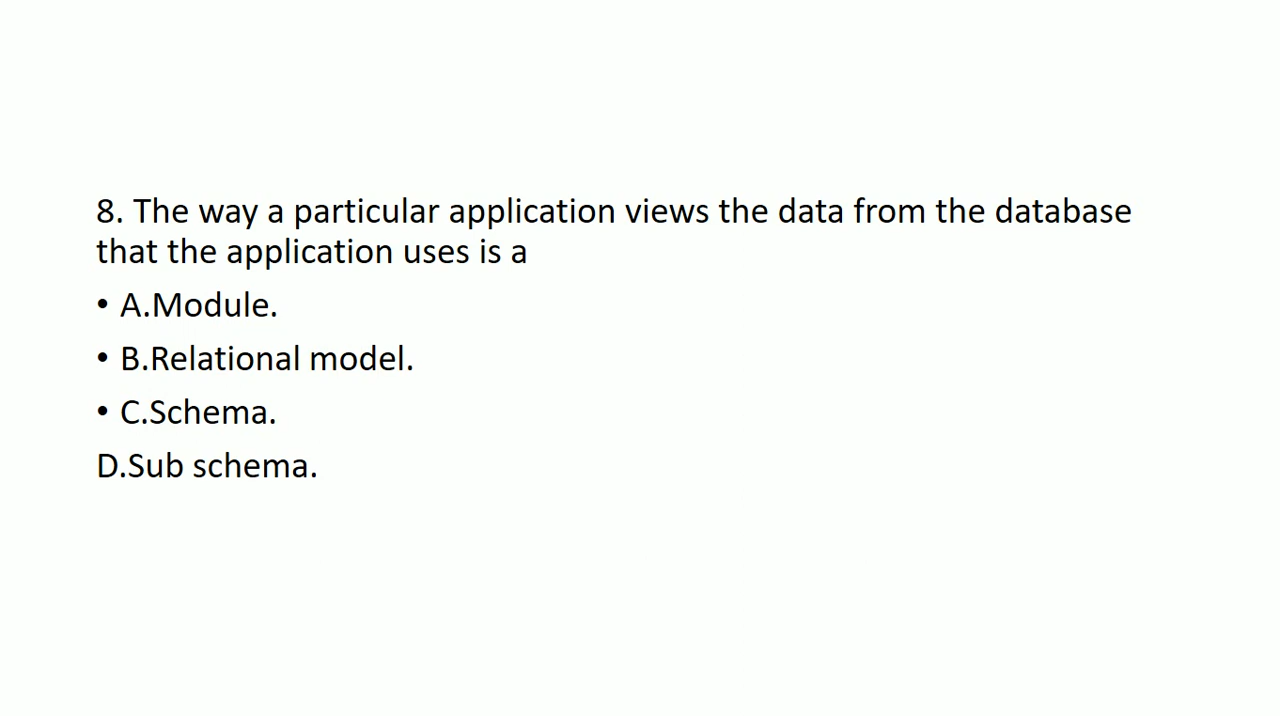 8. The way a particular application views the data from the database
that the application uses is a
• A.Module.
• B.Relational model.
• C.Schema.
D.Sub schema.